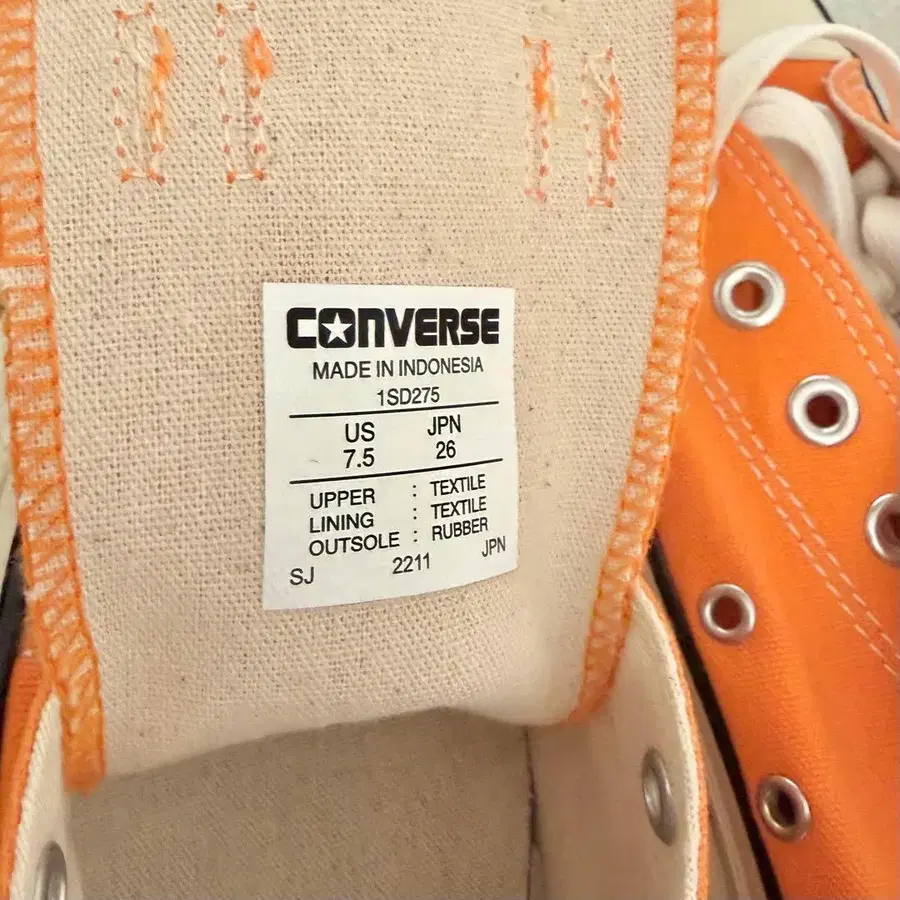 CONVERSE
MADE IN INDONESIA
1SD275
US JPN
7.5 26
UPPER : TEXTILE
LINING : TEXTILE
OUTSOLE : RUBBER
SJ 2211 JPN